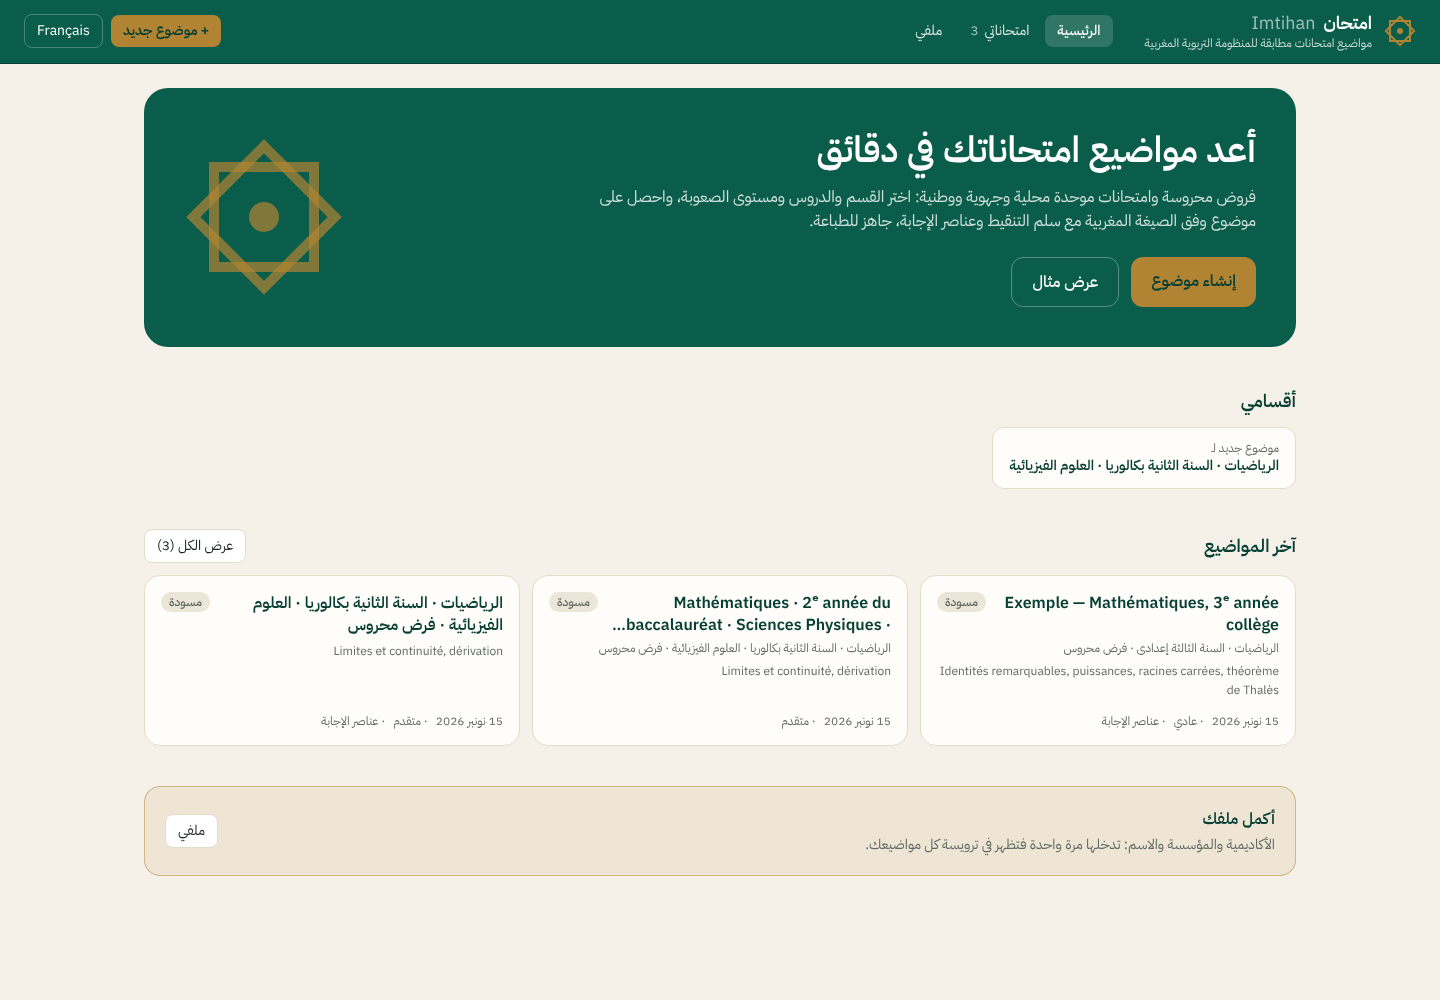 امتحان Imtihan
مواضيع امتحانات مطابقة للمنظومة التربوية المغربية
الرئيسية
امتحاناتي 3
ملفي
+ موضوع جديد
Français
أعد مواضيع امتحاناتك في دقائق
فروض محروسة وامتحانات موحدة محلية وجهوية ووطنية: اختر القسم والدروس ومستوى الصعوبة، واحصل على
موضوع وفق الصيغة المغربية مع سلم التنقيط وعناصر الإجابة، جاهز للطباعة.
إنشاء موضوع
عرض مثال
أقسامي
موضوع جديد لـ
الرياضيات · السنة الثانية بكالوريا · العلوم الفيزيائية
آخر المواضيع
عرض الكل (3)
Exemple — Mathématiques, 3ᵉ année
collège
مسودة
الرياضيات · السنة الثالثة إعدادي · فرض محروس
Identités remarquables, puissances, racines carrées, théorème
de Thalès
15 نونبر 2026 · عادي · عناصر الإجابة
Mathématiques · 2ᵉ année du
baccalauréat · Sciences Physiques ·…
مسودة
الرياضيات · السنة الثانية بكالوريا · العلوم الفيزيائية · فرض محروس
Limites et continuité, dérivation
15 نونبر 2026 · متقدم
الرياضيات · السنة الثانية بكالوريا · العلوم
الفيزيائية · فرض محروس
مسودة
Limites et continuité, dérivation
15 نونبر 2026 · متقدم · عناصر الإجابة
أكمل ملفك
الأكاديمية والمؤسسة والاسم: تدخلها مرة واحدة فتظهر في ترويسة كل مواضيعك.
ملفي